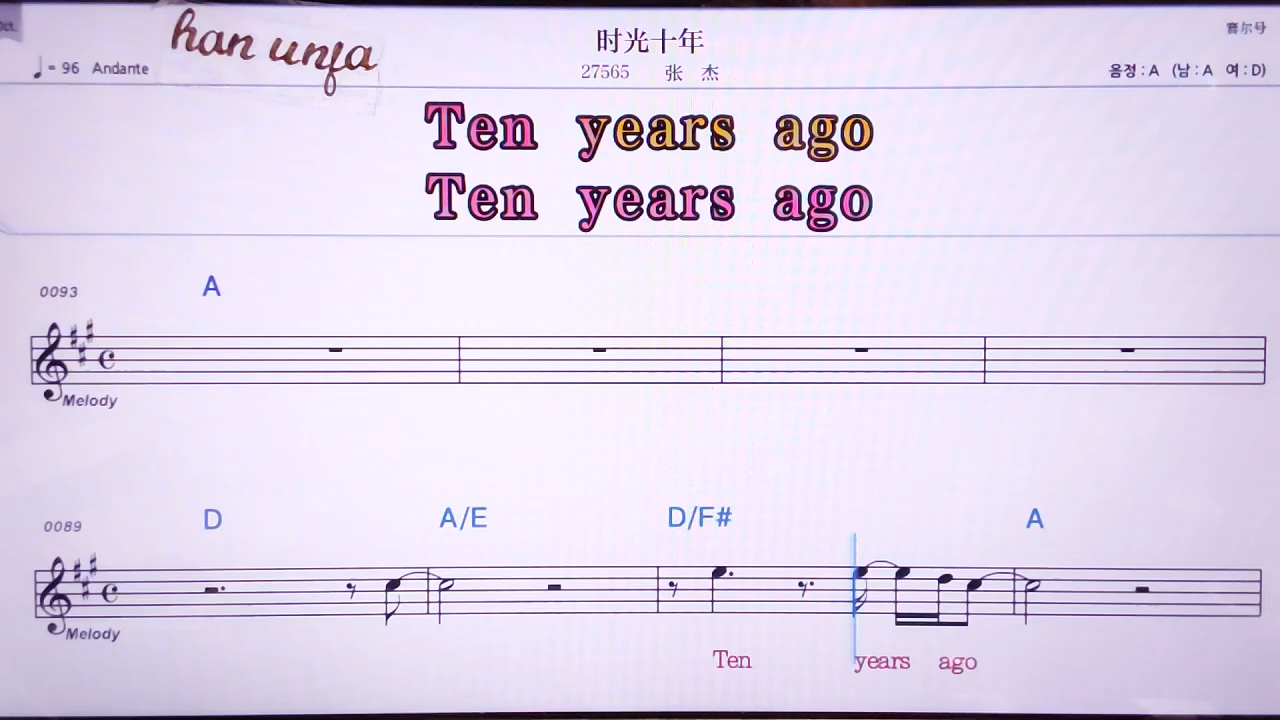 han unfa
时光十年
♩= 96 Andante
27565 张 杰
음정 : A (남 : A 여 : D)
Ten years ago
Ten years ago
0093
A
Melody
0089
D A/E D/F# A
Melody
Ten years ago